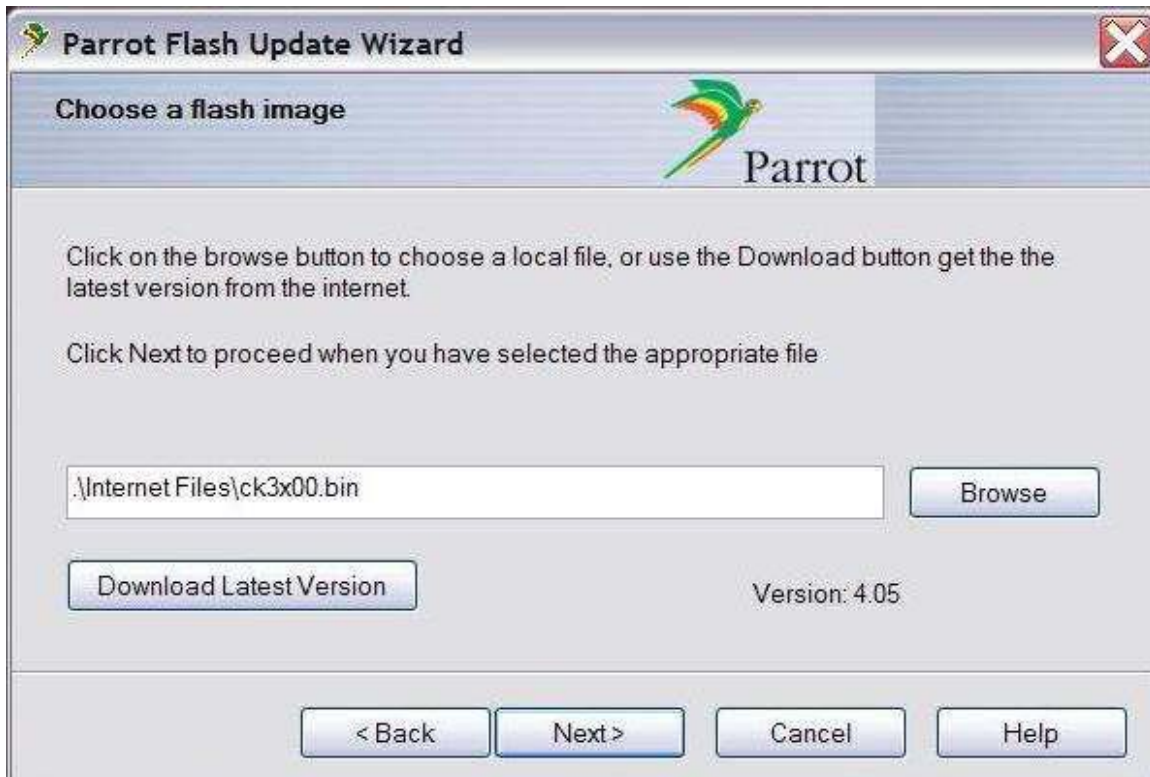 Parrot Flash Update Wizard
Choose a flash image
Parrot
Click on the browse button to choose a local file, or use the Download button get the the
latest version from the internet.
Click Next to proceed when you have selected the appropriate file
.\Internet Files\ck3x00.bin
Browse
Download Latest Version
Version: 4.05
< Back
Next >
Cancel
Help